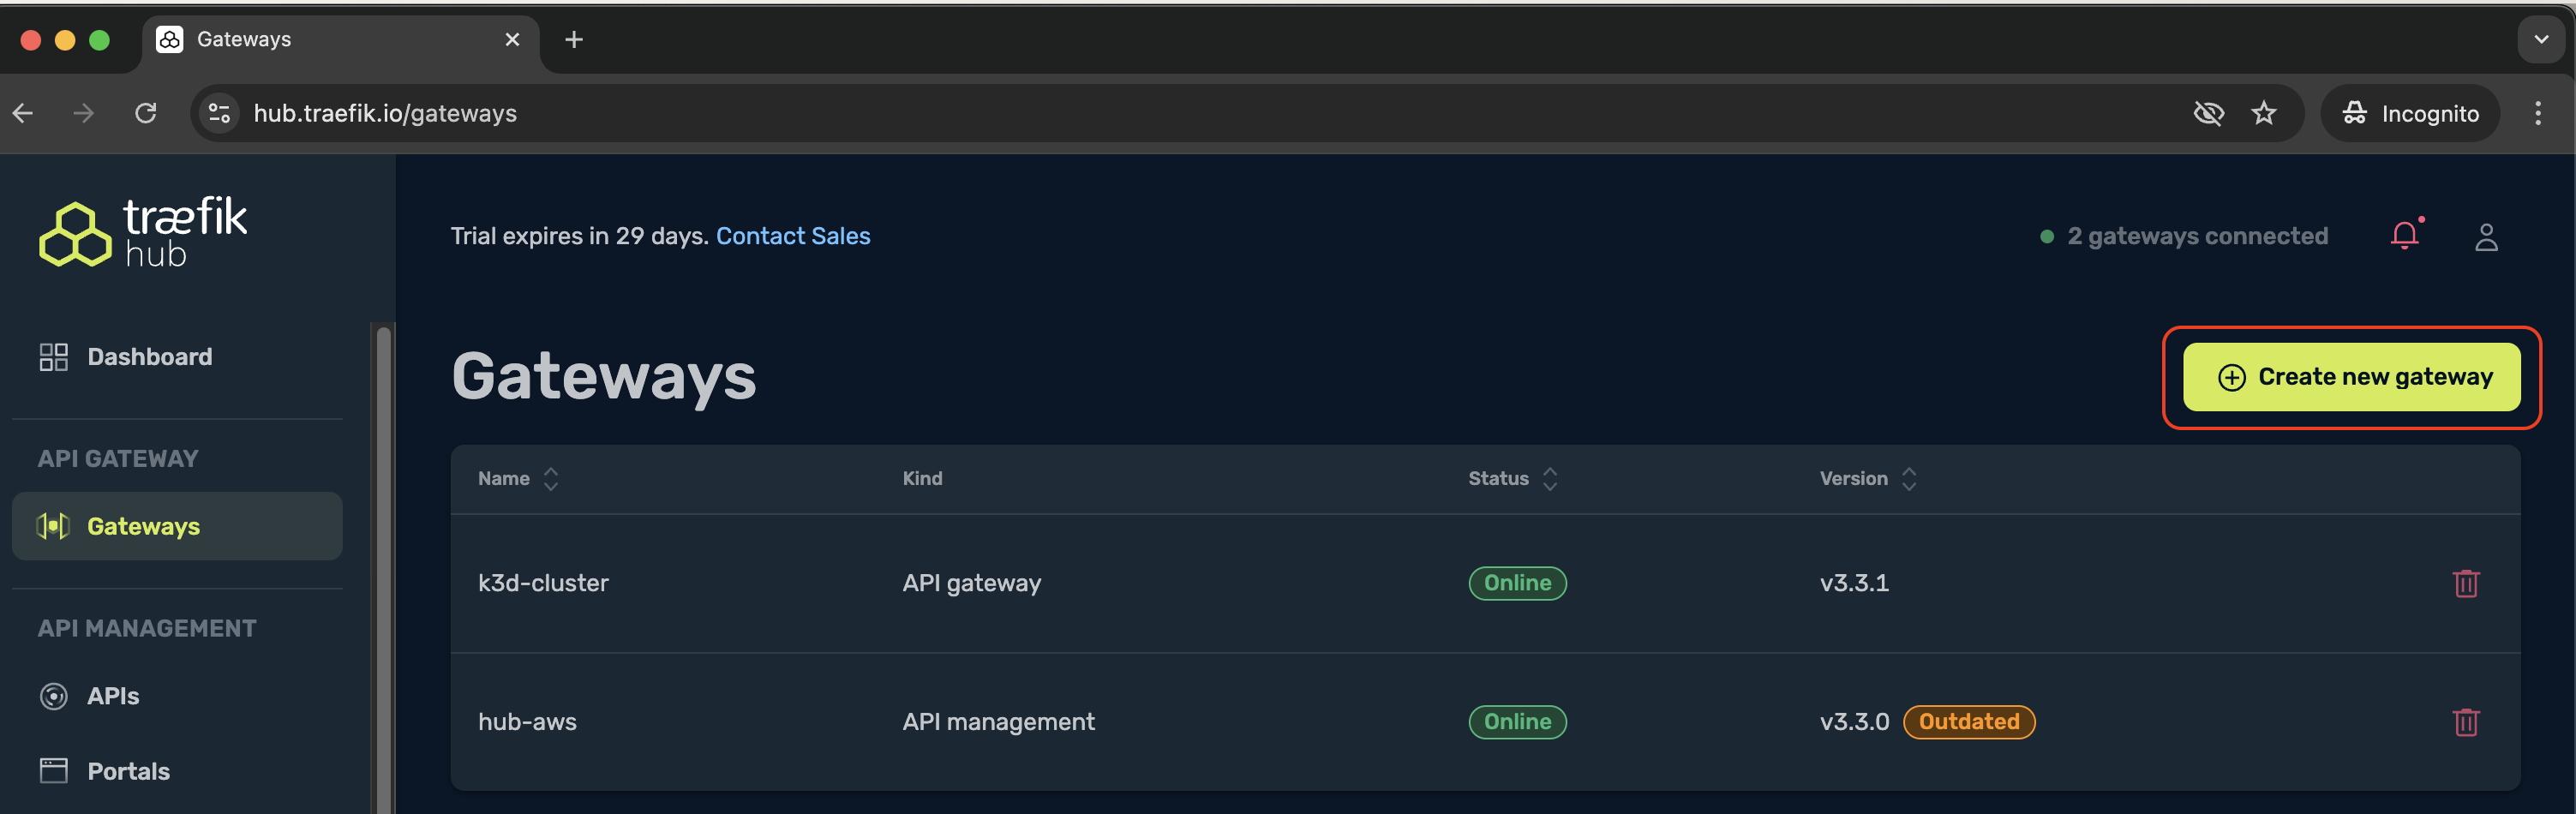 Gateways
hub.traefik.io/gateways
Incognito
træfik
hub
Trial expires in 29 days. Contact Sales
2 gateways connected
Dashboard
API GATEWAY
Gateways
API MANAGEMENT
APIs
Portals
Gateways
Create new gateway
Name Kind Status Version
k3d-cluster API gateway Online v3.3.1
hub-aws API management Online v3.3.0 Outdated